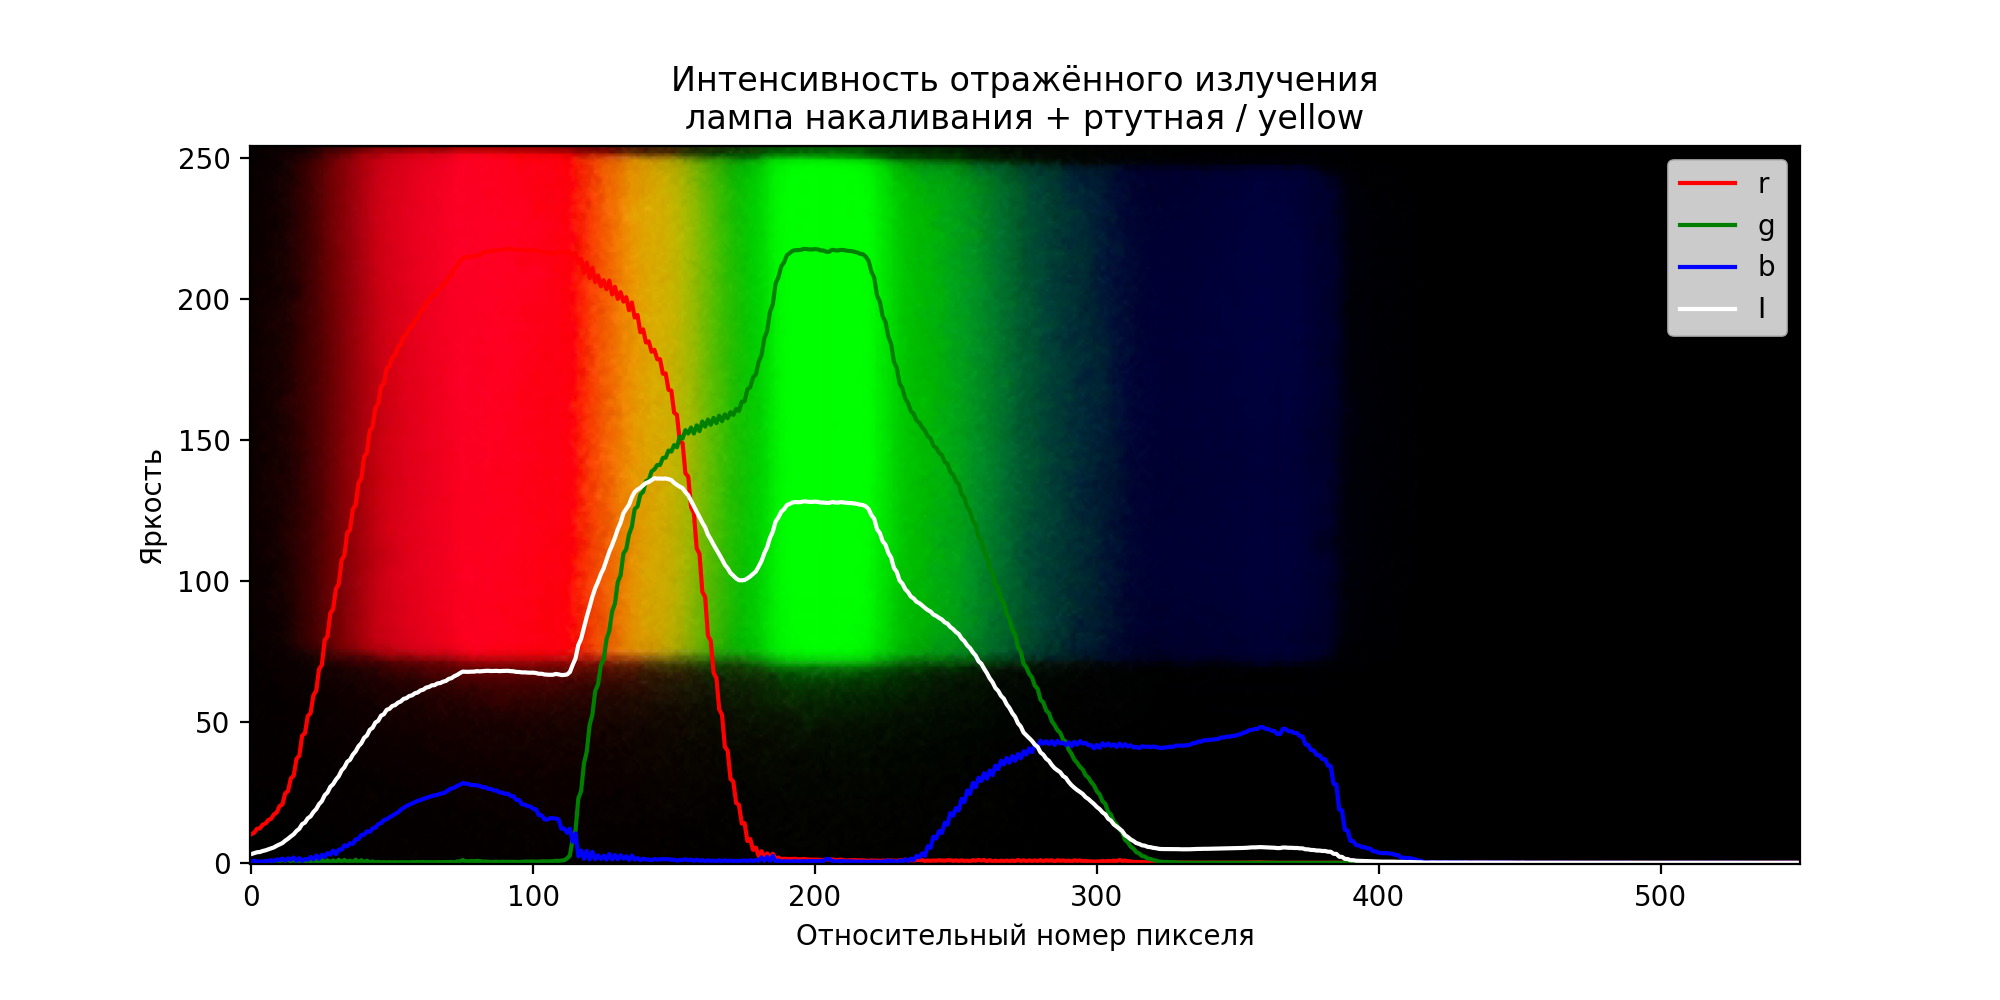 Интенсивность отражённого излучения
лампа накаливания + ртутная / yellow
Яркость
250
200
150
100
50
0
0 100 200 300 400 500
Относительный номер пикселя
r
g
b
l